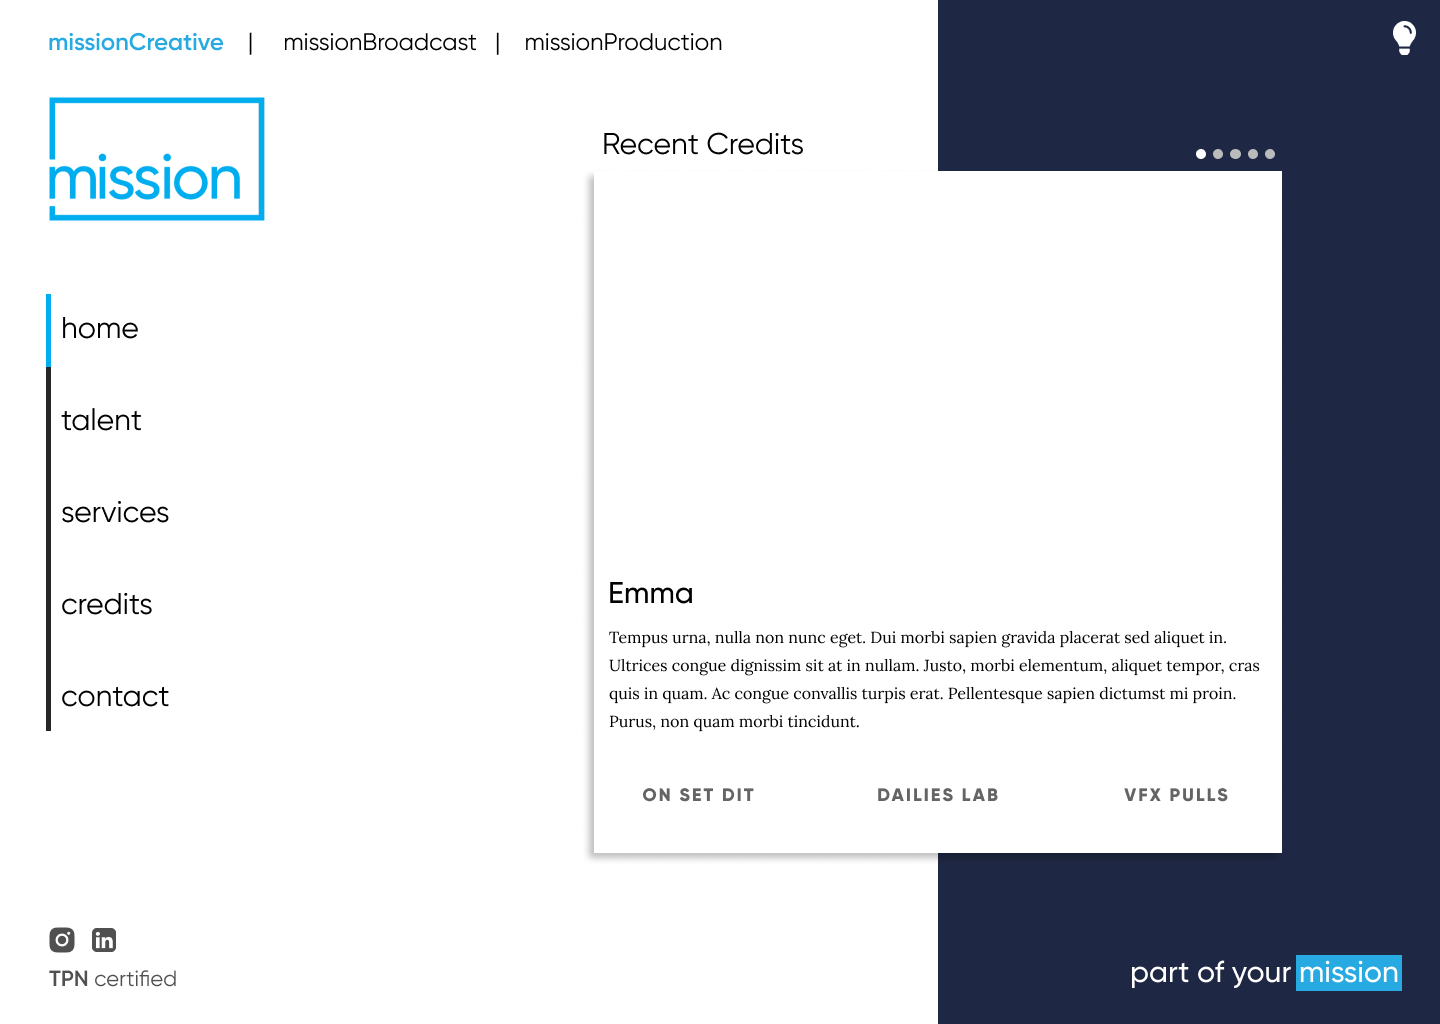 missionCreative | missionBroadcast | missionProduction
mission
Recent Credits
home
talent
services
credits
contact
Emma
Tempus urna, nulla non nunc eget. Dui morbi sapien gravida placerat sed aliquet in.
Ultrices congue dignissim sit at in nullam. Justo, morbi elementum, aliquet tempor, cras
quis in quam. Ac congue convallis turpis erat. Pellentesque sapien dictumst mi proin.
Purus, non quam morbi tincidunt.
ON SET DIT DAILIES LAB VFX PULLS
in
TPN certified
part of your mission